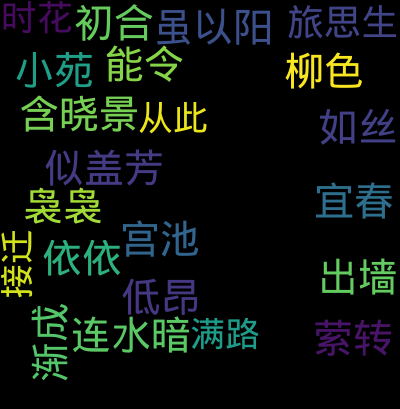 时花
初合
虽以阳
旅思生
小苑
能令
柳色
含晓景
从此
如丝
似盖芳
袅袅
宜春
接迁
依依
宫池
出墙
低昂
渐成
连水暗
满路
萦转